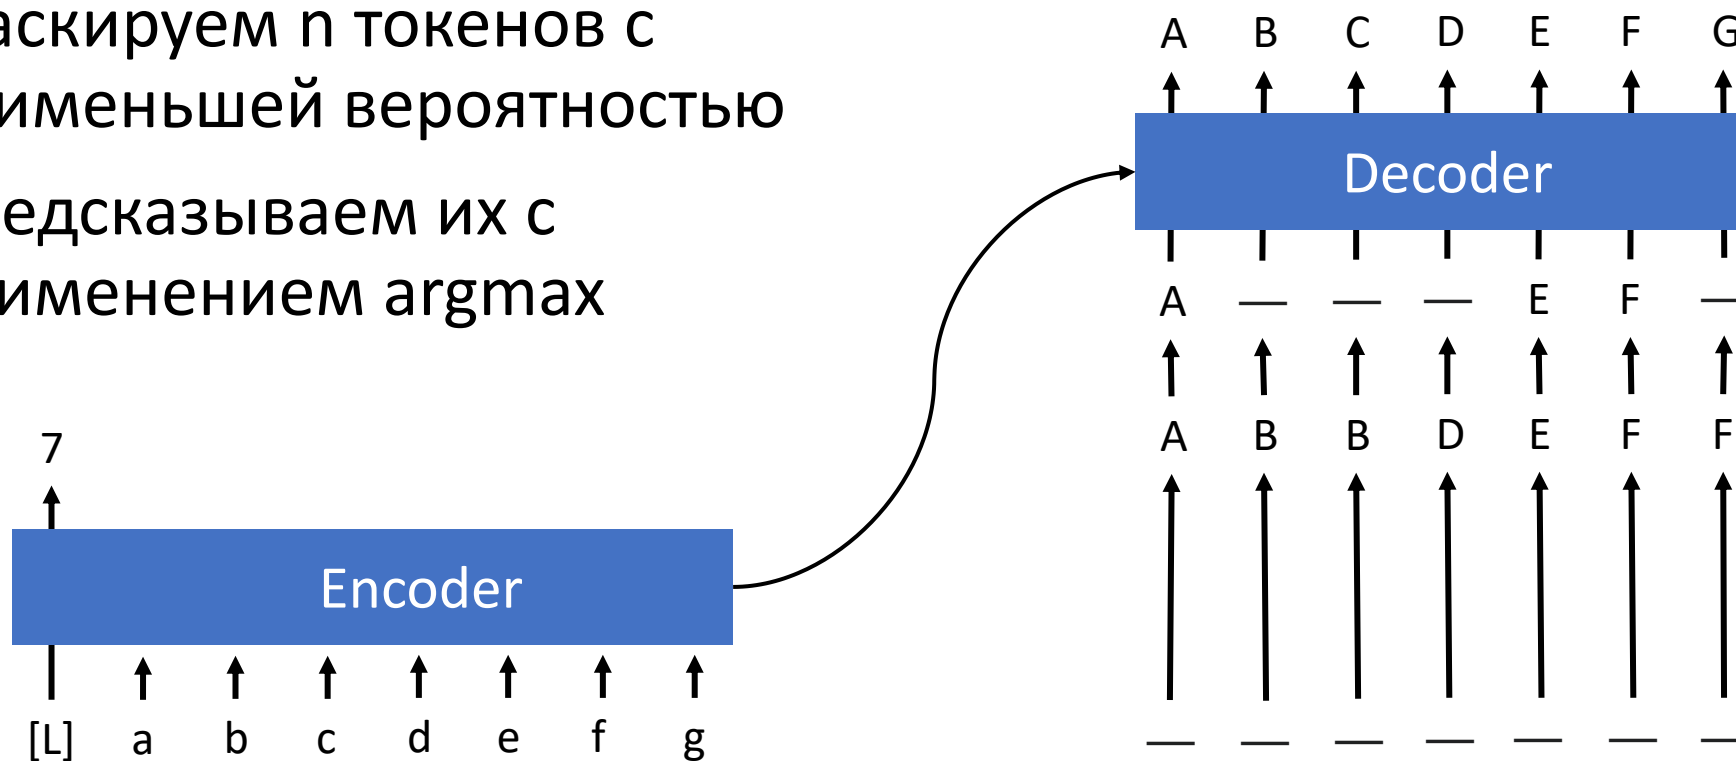 аскируем n токенов с
именьшей вероятностью
едсказываем их с
именением argmax
A B C D E F G
Decoder
A — — — E F —
A B B D E F F
7
Encoder
[L] a b c d e f g
— — — — — — —